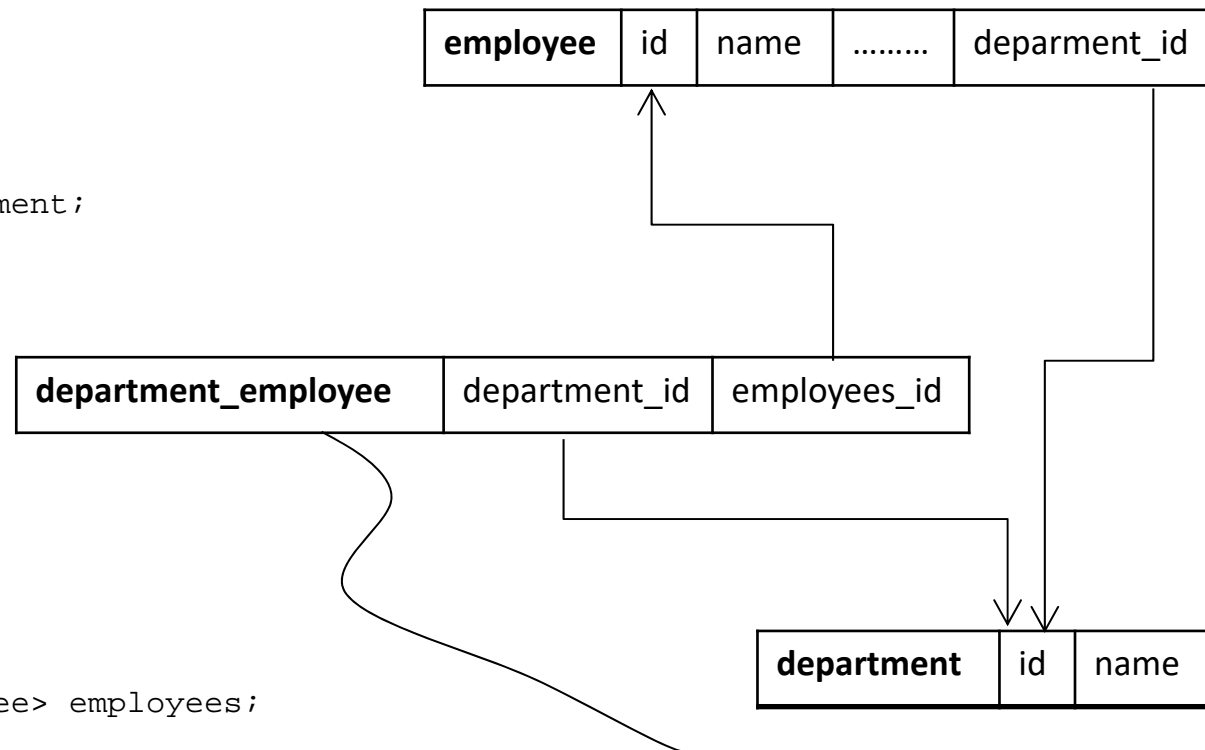 employee id name ……… deparment_id
ment;
department_employee department_id employees_id
department id name
ee> employees;